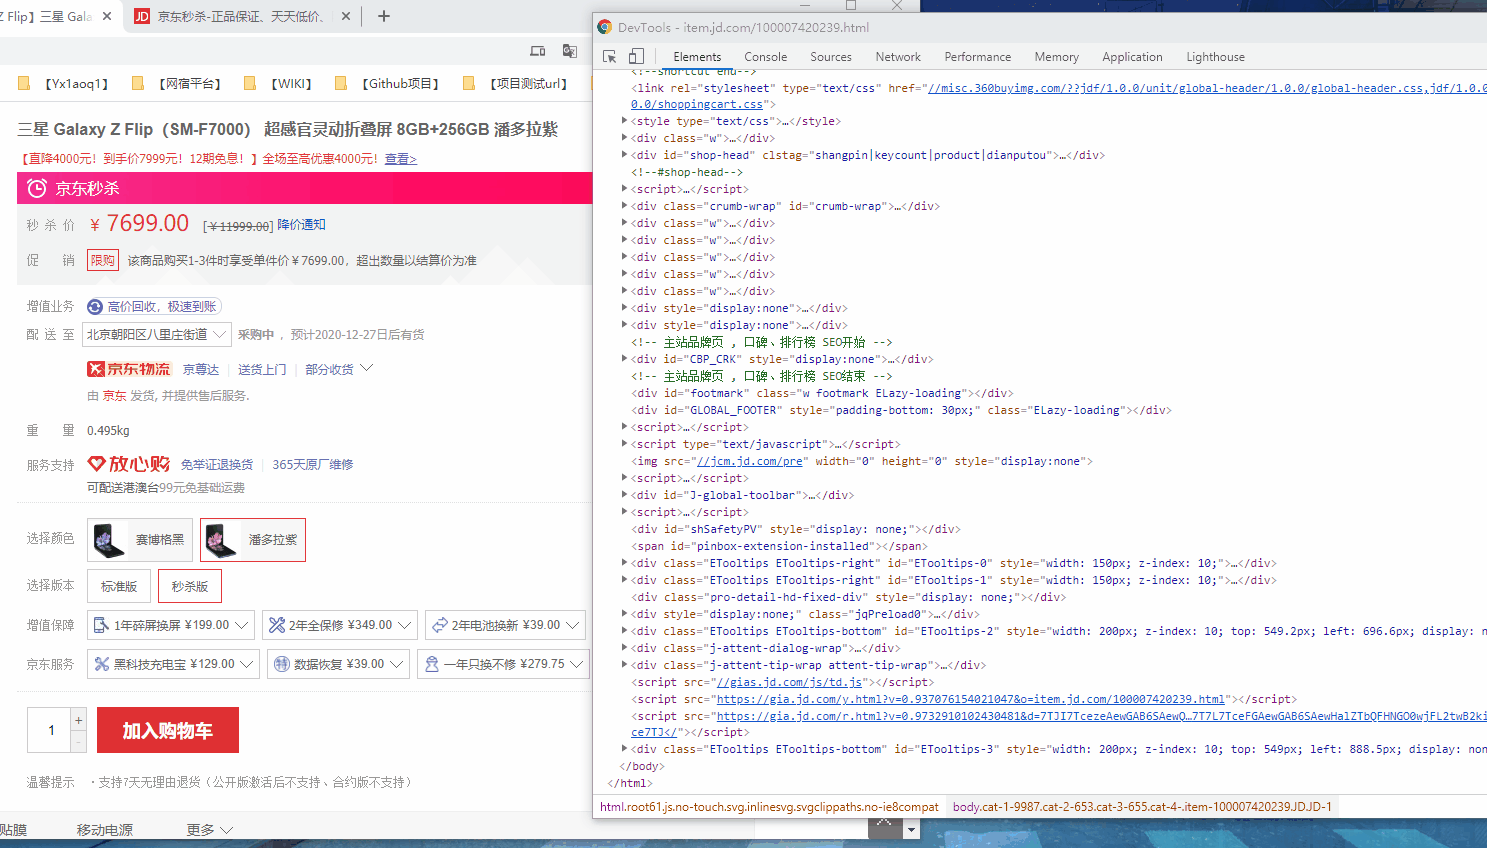 Z Flip】三星 Gala
京东秒杀-正品保证、天天低价、
【Yx1aoq1】
【网宿平台】
【WIKI】
【Github项目】
【项目测试url】
三星 Galaxy Z Flip（SM-F7000） 超感官灵动折叠屏 8GB+256GB 潘多拉紫
【直降4000元！到手价7999元！12期免息！】全场至高优惠4000元！查看>
京东秒杀
秒杀价 ￥7699.00 [￥11999.00] 降价通知
促 销 限购 该商品购买1-3件时享受单件价￥7699.00，超出数量以结算价为准
增值业务 高价回收，极速到账
配送至 北京朝阳区八里庄街道 采购中 ，预计2020-12-27日后有货
京东物流 京尊达 送货上门 部分收货
由 京东 发货, 并提供售后服务.
重 量 0.495kg
服务支持 放心购 免举证退换货 365天原厂维修
可配送港澳台99元免基础运费
选择颜色 赛博格黑 潘多拉紫
选择版本 标准版 秒杀版
增值保障 1年碎屏换屏 ¥199.00 2年全保修 ¥349.00 2年电池换新 ¥39.00
京东服务 黑科技充电宝 ¥129.00 数据恢复 ¥39.00 一年只换不修 ¥279.75
1 + - 加入购物车
温馨提示 ·支持7天无理由退货（公开版激活后不支持、合约版不支持）
贴膜 移动电源 更多
DevTools - item.jd.com/100007420239.html
Elements Console Sources Network Performance Memory Application Lighthouse
<!--shortcut end-->
<link rel="stylesheet" type="text/css" href="//misc.360buyimg.com/??jdf/1.0.0/unit/global-header/1.0.0/global-header.css,jdf/1.0.0
0.0/shoppingcart.css">
<style type="text/css">…</style>
<div class="w">…</div>
<div id="shop-head" clstag="shangpin|keycount|product|dianputou">…</div>
<!--#shop-head-->
<script>…</script>
<div class="crumb-wrap" id="crumb-wrap">…</div>
<div class="w">…</div>
<div class="w">…</div>
<div class="w">…</div>
<div class="w">…</div>
<div class="w">…</div>
<div style="display:none">…</div>
<div style="display:none">…</div>
<!-- 主站品牌页 , 口碑、排行榜 SEO开始 -->
<div id="CBP_CRK" style="display:none">…</div>
<!-- 主站品牌页 , 口碑、排行榜 SEO结束 -->
<div id="footmark" class="w footmark ELazy-loading"></div>
<div id="GLOBAL_FOOTER" style="padding-bottom: 30px;" class="ELazy-loading"></div>
<script>…</script>
<script type="text/javascript">…</script>
<img src="//jcm.jd.com/pre" width="0" height="0" style="display:none">
<script>…</script>
<div id="J-global-toolbar">…</div>
<script>…</script>
<div id="shSafetyPV" style="display: none;"></div>
<span id="pinbox-extension-installed"></span>
<div class="ETooltips ETooltips-right" id="ETooltips-0" style="width: 150px; z-index: 10;">…</div>
<div class="ETooltips ETooltips-right" id="ETooltips-1" style="width: 150px; z-index: 10;">…</div>
<div class="pro-detail-hd-fixed-div" style="display: none;"></div>
<div style="display:none;" class="jqPreload0">…</div>
<div class="ETooltips ETooltips-bottom" id="ETooltips-2" style="width: 200px; z-index: 10; top: 549.2px; left: 696.6px; display: n
<div class="j-attent-dialog-wrap">…</div>
<div class="j-attent-tip-wrap attent-tip-wrap">…</div>
<script src="//gias.jd.com/js/td.js"></script>
<script src="https://gia.jd.com/y.html?v=0.937076154021047&o=item.jd.com/100007420239.html"></script>
<script src="https://gia.jd.com/r.html?v=0.9732910102430481&d=7TJI7TcezeAewGAB6SAewQ…7T7L7TceFGAewGAB6SAewHalZTbQFHNGO0wjFL2twB2ki
ce7TJ</"></script>
<div class="ETooltips ETooltips-bottom" id="ETooltips-3" style="width: 200px; z-index: 10; top: 549px; left: 888.5px; display: non
</body>
</html>
html.root61.js.no-touch.svg.inlinesvg.svgclippaths.no-ie8compat body.cat-1-9987.cat-2-653.cat-3-655.cat-4-.item-100007420239.JD.JD-1